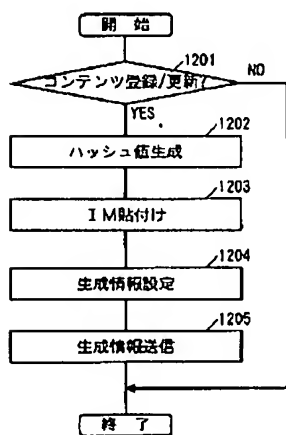 開始
1201
コンテンツ登録/更新?
NO
YES
1202
ハッシュ値生成
1203
IM貼付け
1204
生成情報設定
1205
生成情報送信
終了